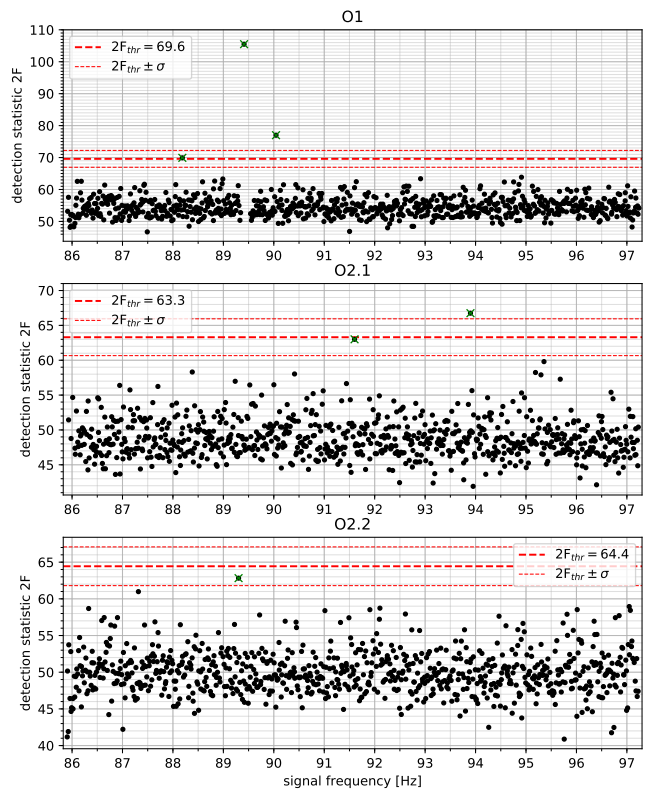 O1
detection statistic 2F
110
100
90
80
70
60
50
2F_thr = 69.6
2F_thr ± σ
86 87 88 89 90 91 92 93 94 95 96 97
O2.1
detection statistic 2F
70
65
60
55
50
45
2F_thr = 63.3
2F_thr ± σ
86 87 88 89 90 91 92 93 94 95 96 97
O2.2
detection statistic 2F
65
60
55
50
45
40
2F_thr = 64.4
2F_thr ± σ
86 87 88 89 90 91 92 93 94 95 96 97
signal frequency [Hz]